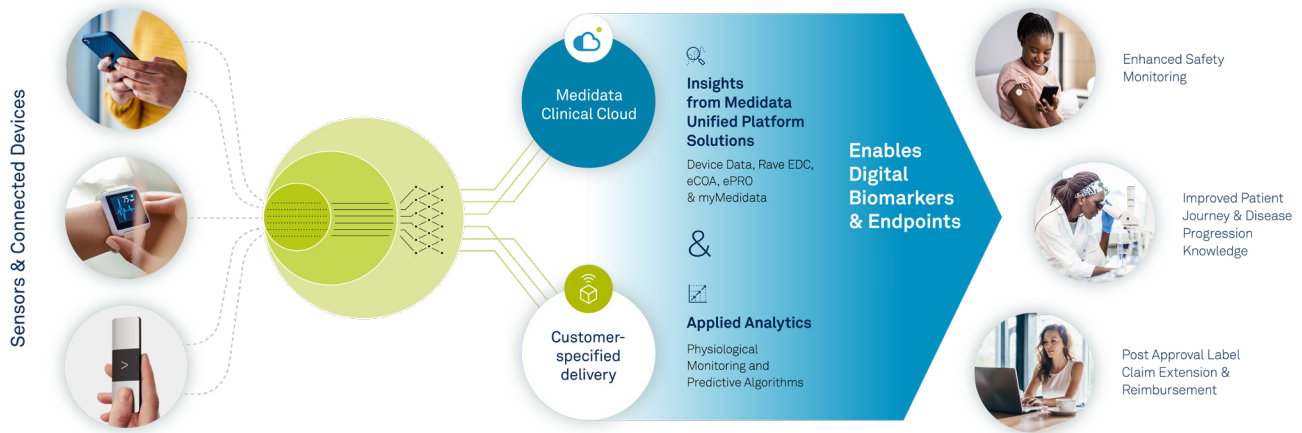 Sensors & Connected Devices
Medidata
Clinical Cloud
Customer-
specified
delivery
Insights
from Medidata
Unified Platform
Solutions
Device Data, Rave EDC,
eCOA, ePRO
& myMedidata
&
Applied Analytics
Physiological
Monitoring and
Predictive Algorithms
Enables
Digital
Biomarkers
& Endpoints
Enhanced Safety
Monitoring
Improved Patient
Journey & Disease
Progression
Knowledge
Post Approval Label
Claim Extension &
Reimbursement